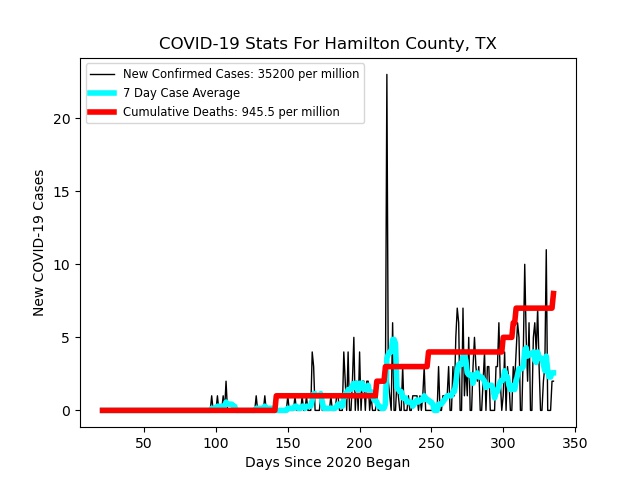 COVID-19 Stats For Hamilton County, TX
New Confirmed Cases: 35200 per million
7 Day Case Average
Cumulative Deaths: 945.5 per million
New COVID-19 Cases
20
15
10
5
0
50 100 150 200 250 300 350
Days Since 2020 Began